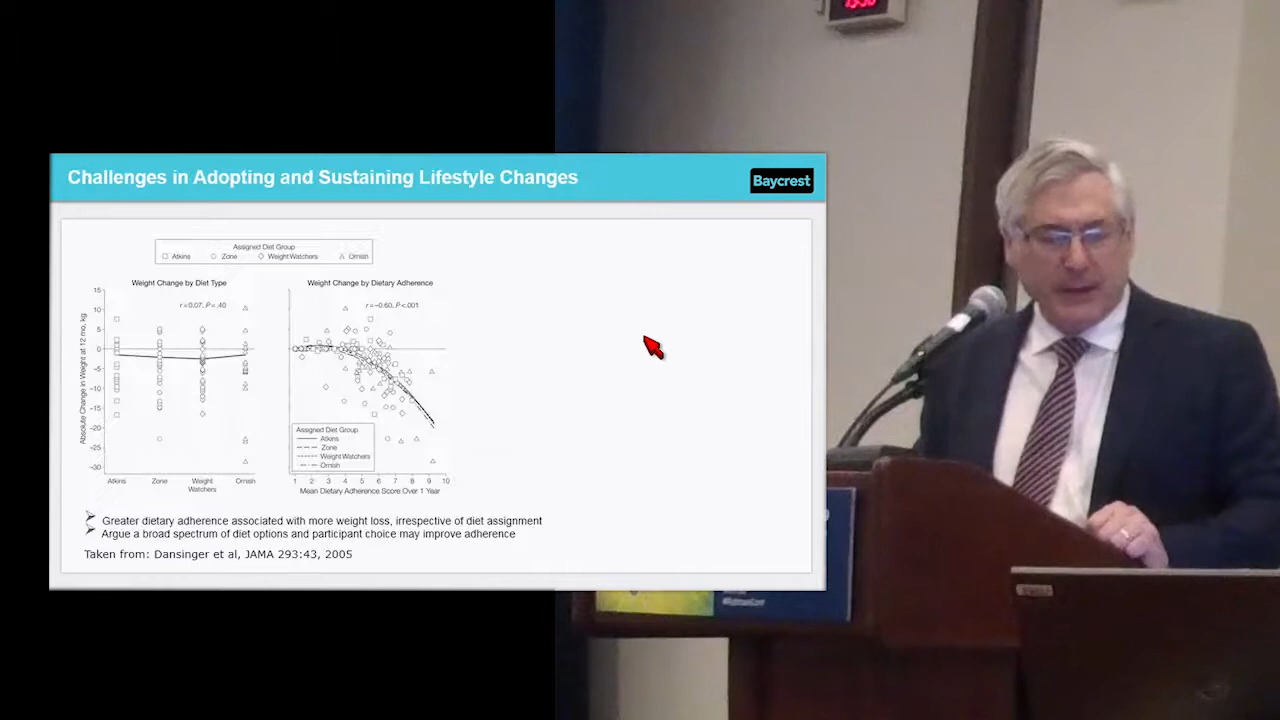 Challenges in Adopting and Sustaining Lifestyle Changes
Baycrest
Assigned Diet Group
Atkins Zone Weight Watchers Ornish
Weight Change by Diet Type
Weight Change by Dietary Adherence
r=0.07, P=.40
r=−0.60, P<.001
Absolute Change in Weight at 12 mo, kg
15
10
5
0
−5
−10
−15
−20
−25
−30
Assigned Diet Group
Atkins
Zone
Weight Watchers
Ornish
Atkins Zone Weight Watchers Ornish
1 2 3 4 5 6 7 8 9 10
Mean Dietary Adherence Score Over 1 Year
Greater dietary adherence associated with more weight loss, irrespective of diet assignment
Argue a broad spectrum of diet options and participant choice may improve adherence
Taken from: Dansinger et al, JAMA 293:43, 2005